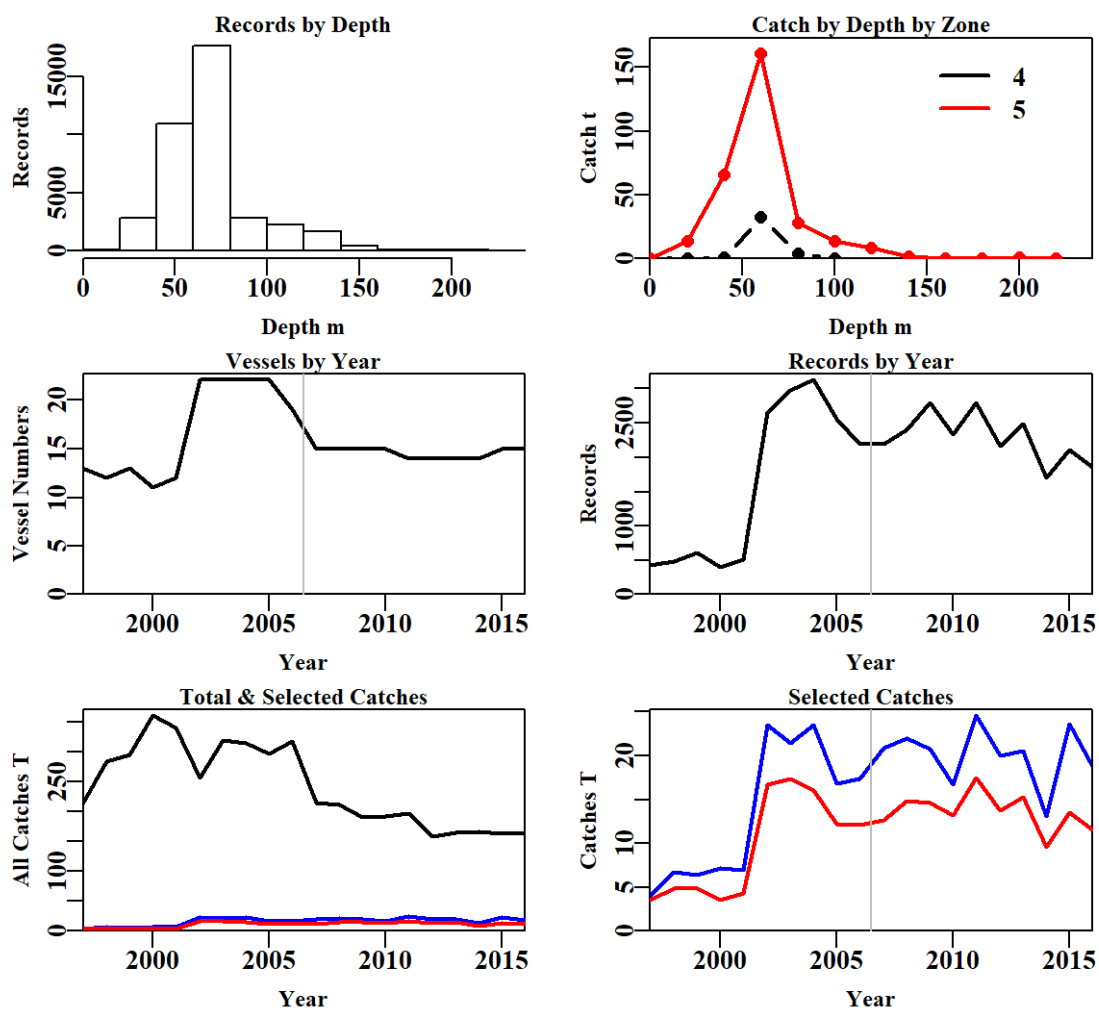 Records by Depth
Records
0 5000 15000
0 50 100 150 200
Depth m
Catch by Depth by Zone
Catch t
0 50 100 150
4
5
0 50 100 150 200
Depth m
Vessels by Year
Vessel Numbers
0 5 10 15 20
2000 2005 2010 2015
Year
Records by Year
Records
0 1000 2500
2000 2005 2010 2015
Year
Total & Selected Catches
All Catches T
0 100 250
2000 2005 2010 2015
Year
Selected Catches
Catches T
0 5 10 20
2000 2005 2010 2015
Year